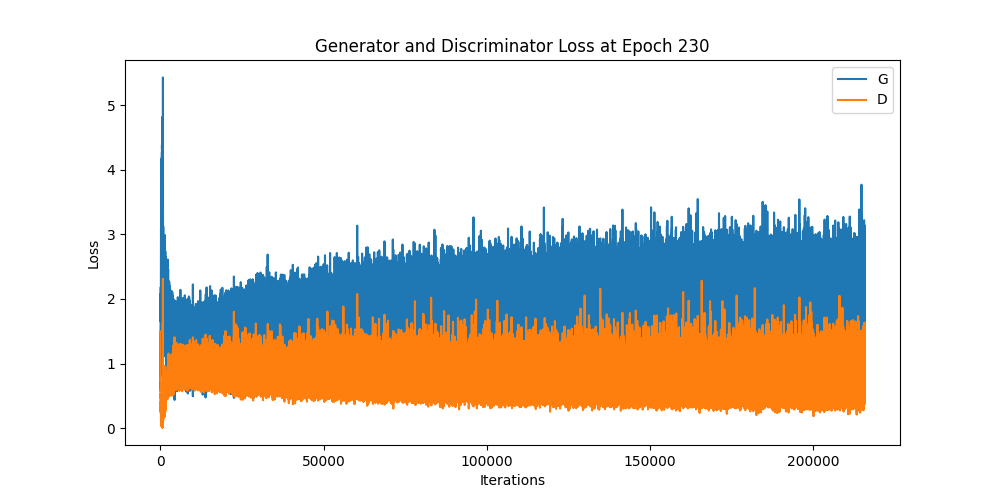 Generator and Discriminator Loss at Epoch 230
G
D
5
4
3
2
1
0
Loss
0
50000
100000
150000
200000
Iterations